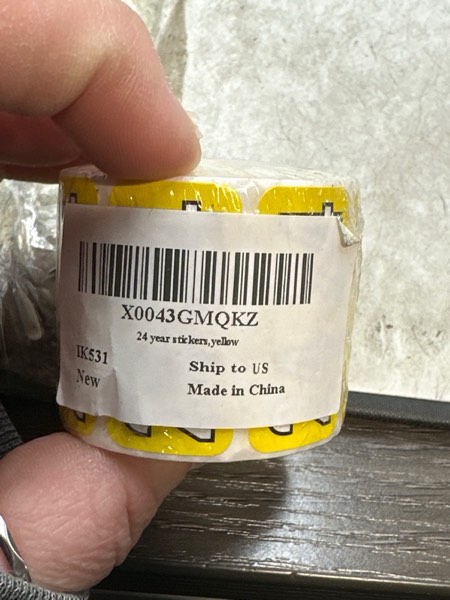 X0043GMQKZ
24 year stickers,yellow
IK531
New
Ship to US
Made in China